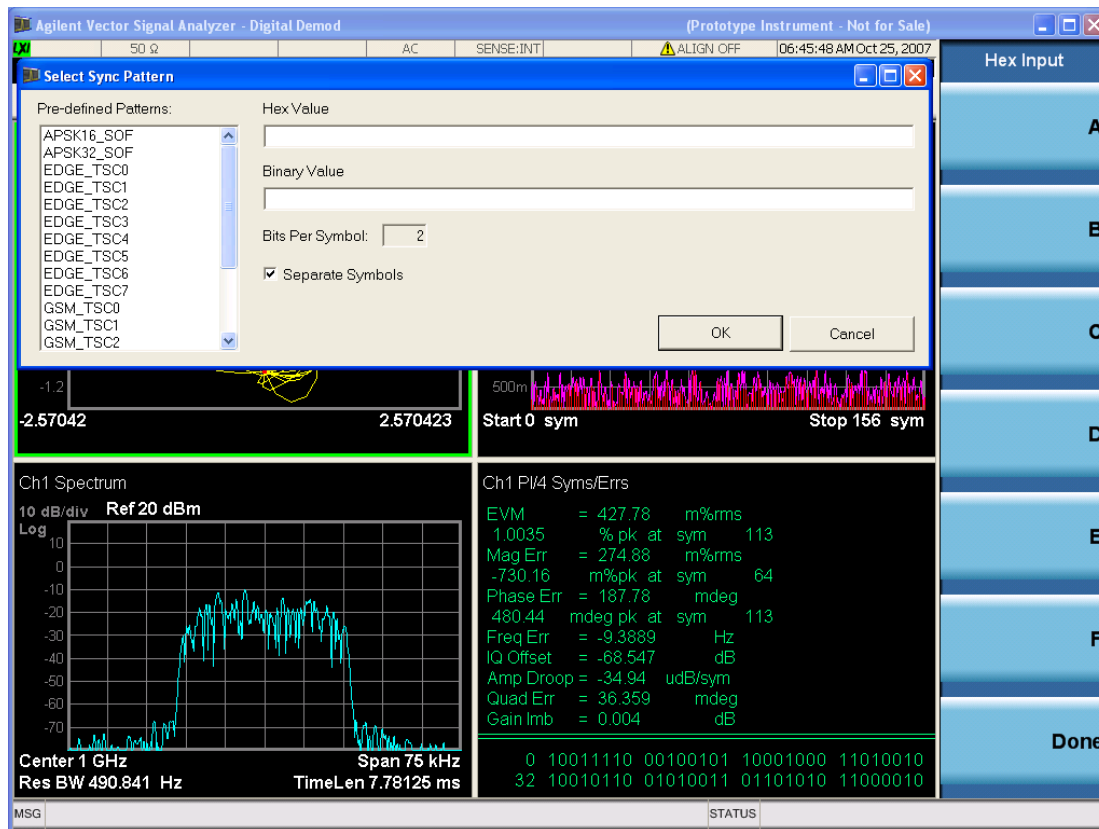 Agilent Vector Signal Analyzer - Digital Demod (Prototype Instrument - Not for Sale)
LXI 50 Ω AC SENSE:INT ALIGN OFF 06:45:48 AM Oct 25, 2007
Select Sync Pattern
Pre-defined Patterns:
APSK16_SOF
APSK32_SOF
EDGE_TSC0
EDGE_TSC1
EDGE_TSC2
EDGE_TSC3
EDGE_TSC4
EDGE_TSC5
EDGE_TSC6
EDGE_TSC7
GSM_TSC0
GSM_TSC1
GSM_TSC2
Hex Value
Binary Value
Bits Per Symbol: 2
Separate Symbols
OK Cancel
-1.2
-2.57042 2.570423
500m
Start 0 sym Stop 156 sym
Ch1 Spectrum
10 dB/div Ref 20 dBm
Log
10
0
-10
-20
-30
-40
-50
-60
-70
Center 1 GHz Span 75 kHz
Res BW 490.841 Hz TimeLen 7.78125 ms
Ch1 PI/4 Syms/Errs
EVM = 427.78 m%rms
1.0035 % pk at sym 113
Mag Err = 274.88 m%rms
-730.16 m%pk at sym 64
Phase Err = 187.78 mdeg
480.44 mdeg pk at sym 113
Freq Err = -9.3889 Hz
IQ Offset = -68.547 dB
Amp Droop = -34.94 udB/sym
Quad Err = 36.359 mdeg
Gain Imb = 0.004 dB
0 10011110 00100101 10001000 11010010
32 10010110 01010011 01101010 11000010
MSG STATUS
Hex Input
A
B
C
D
E
F
Done